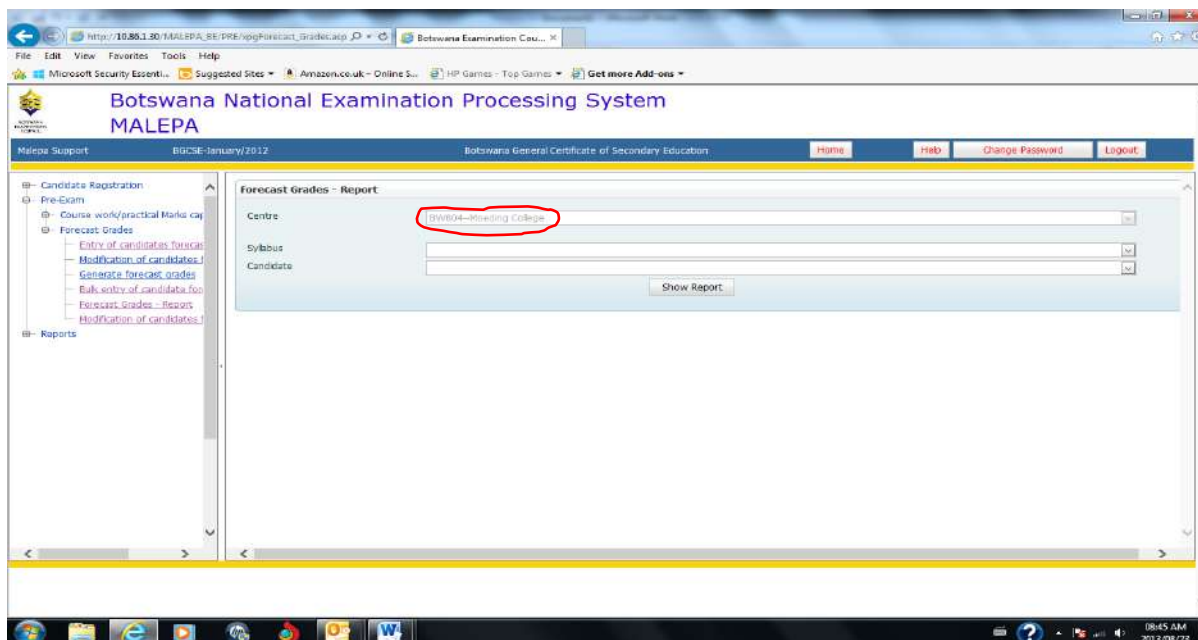 http://10.86.1.30/MALEPA_BE/PRE/
Botswana Examination Cou...
File Edit View Favorites Tools Help
Microsoft Security Essenti... Suggested Sites Amazon.co.uk - Online S... HP Games - Top Games Get more Add-ons
Botswana National Examination Processing System
MALEPA
Malepa Support BGCSE-January/2012 Botswana General Certificate of Secondary Education Home Help Change Password Logout
Candidate Registration
Pre-Exam
Course work/practical Marks cap
Forecast Grades
Entry of candidates forecas
Modification of candidates f
Generate forecast grades
Bulk entry of candidate for
Forecast Grades - Report
Modification of candidates f
Reports
Forecast Grades - Report
Centre BW804--Moeding College
Syllabus
Candidate
Show Report
08:45 AM